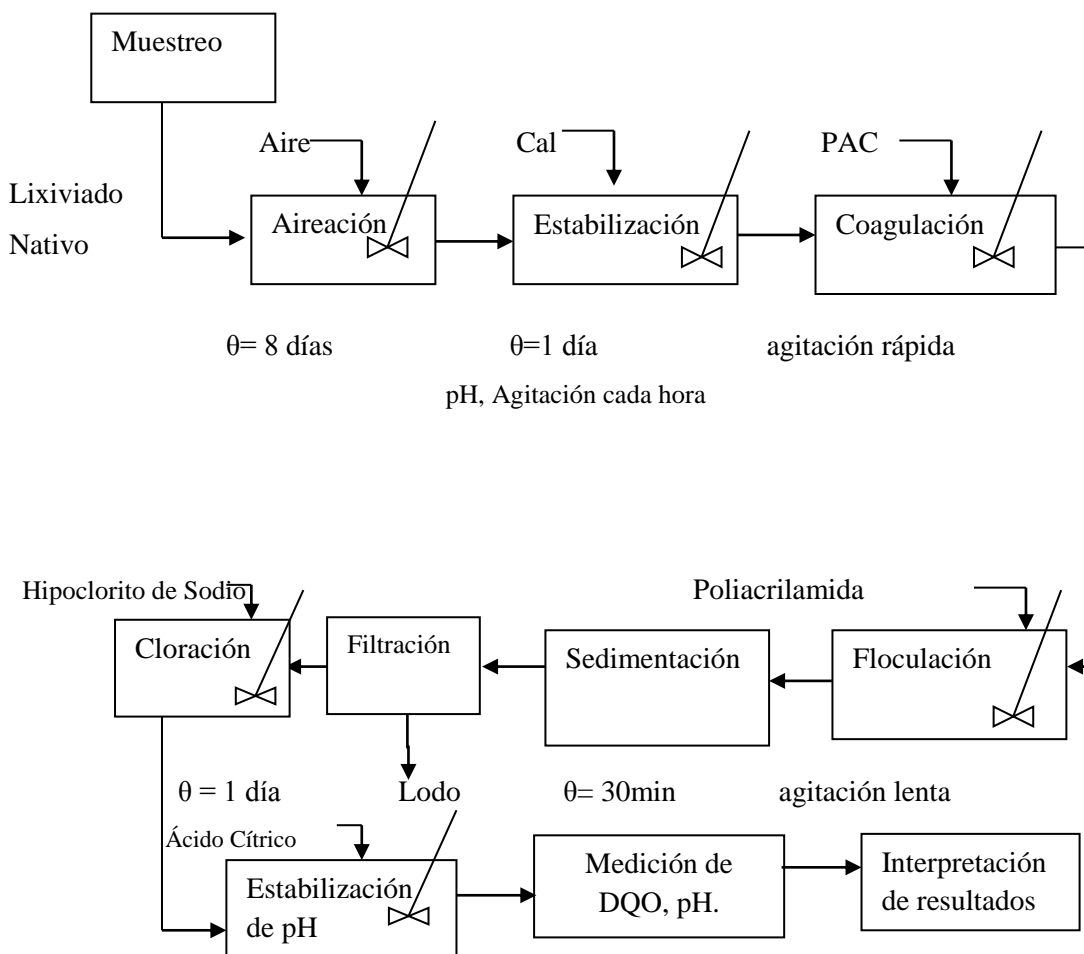 Muestreo
Aire
Cal
PAC
Lixiviado
Nativo
Aireación
Estabilización
Coagulación
θ= 8 días
θ=1 día
agitación rápida
pH, Agitación cada hora
Hipoclorito de Sodio
Poliacrilamida
Cloración
Filtración
Sedimentación
Floculación
θ = 1 día
Lodo
θ= 30min
agitación lenta
Ácido Cítrico
Estabilización
de pH
Medición de
DQO, pH.
Interpretación
de resultados